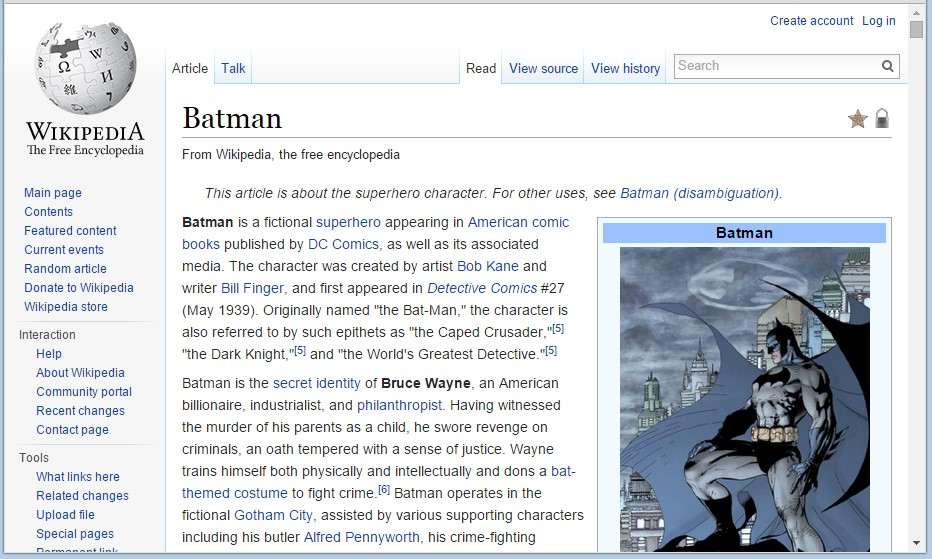 Create account Log in
Ω W И 維
WIKIPEDIA
The Free Encyclopedia
Article Talk Read View source View history Search
Batman
From Wikipedia, the free encyclopedia
This article is about the superhero character. For other uses, see Batman (disambiguation).
Main page
Contents
Featured content
Current events
Random article
Donate to Wikipedia
Wikipedia store
Interaction
Help
About Wikipedia
Community portal
Recent changes
Contact page
Tools
What links here
Related changes
Upload file
Special pages
Permanent link
Batman is a fictional superhero appearing in American comic
books published by DC Comics, as well as its associated
media. The character was created by artist Bob Kane and
writer Bill Finger, and first appeared in Detective Comics #27
(May 1939). Originally named "the Bat-Man," the character is
also referred to by such epithets as "the Caped Crusader,"[5]
"the Dark Knight,"[5] and "the World's Greatest Detective."[5]
Batman is the secret identity of Bruce Wayne, an American
billionaire, industrialist, and philanthropist. Having witnessed
the murder of his parents as a child, he swore revenge on
criminals, an oath tempered with a sense of justice. Wayne
trains himself both physically and intellectually and dons a bat-
themed costume to fight crime.[6] Batman operates in the
fictional Gotham City, assisted by various supporting characters
including his butler Alfred Pennyworth, his crime-fighting
Batman